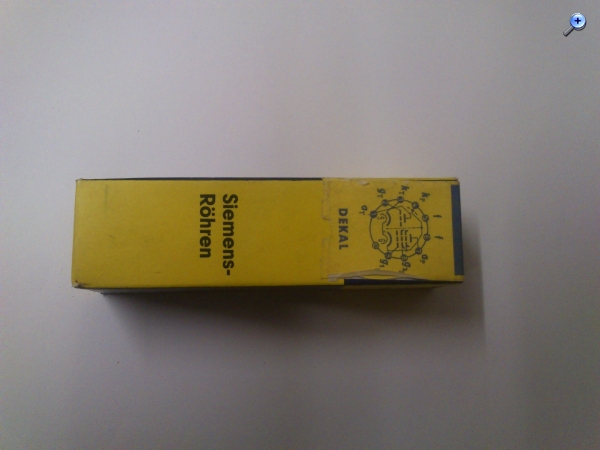 Siemens-
Röhren
DEKAL
f
f